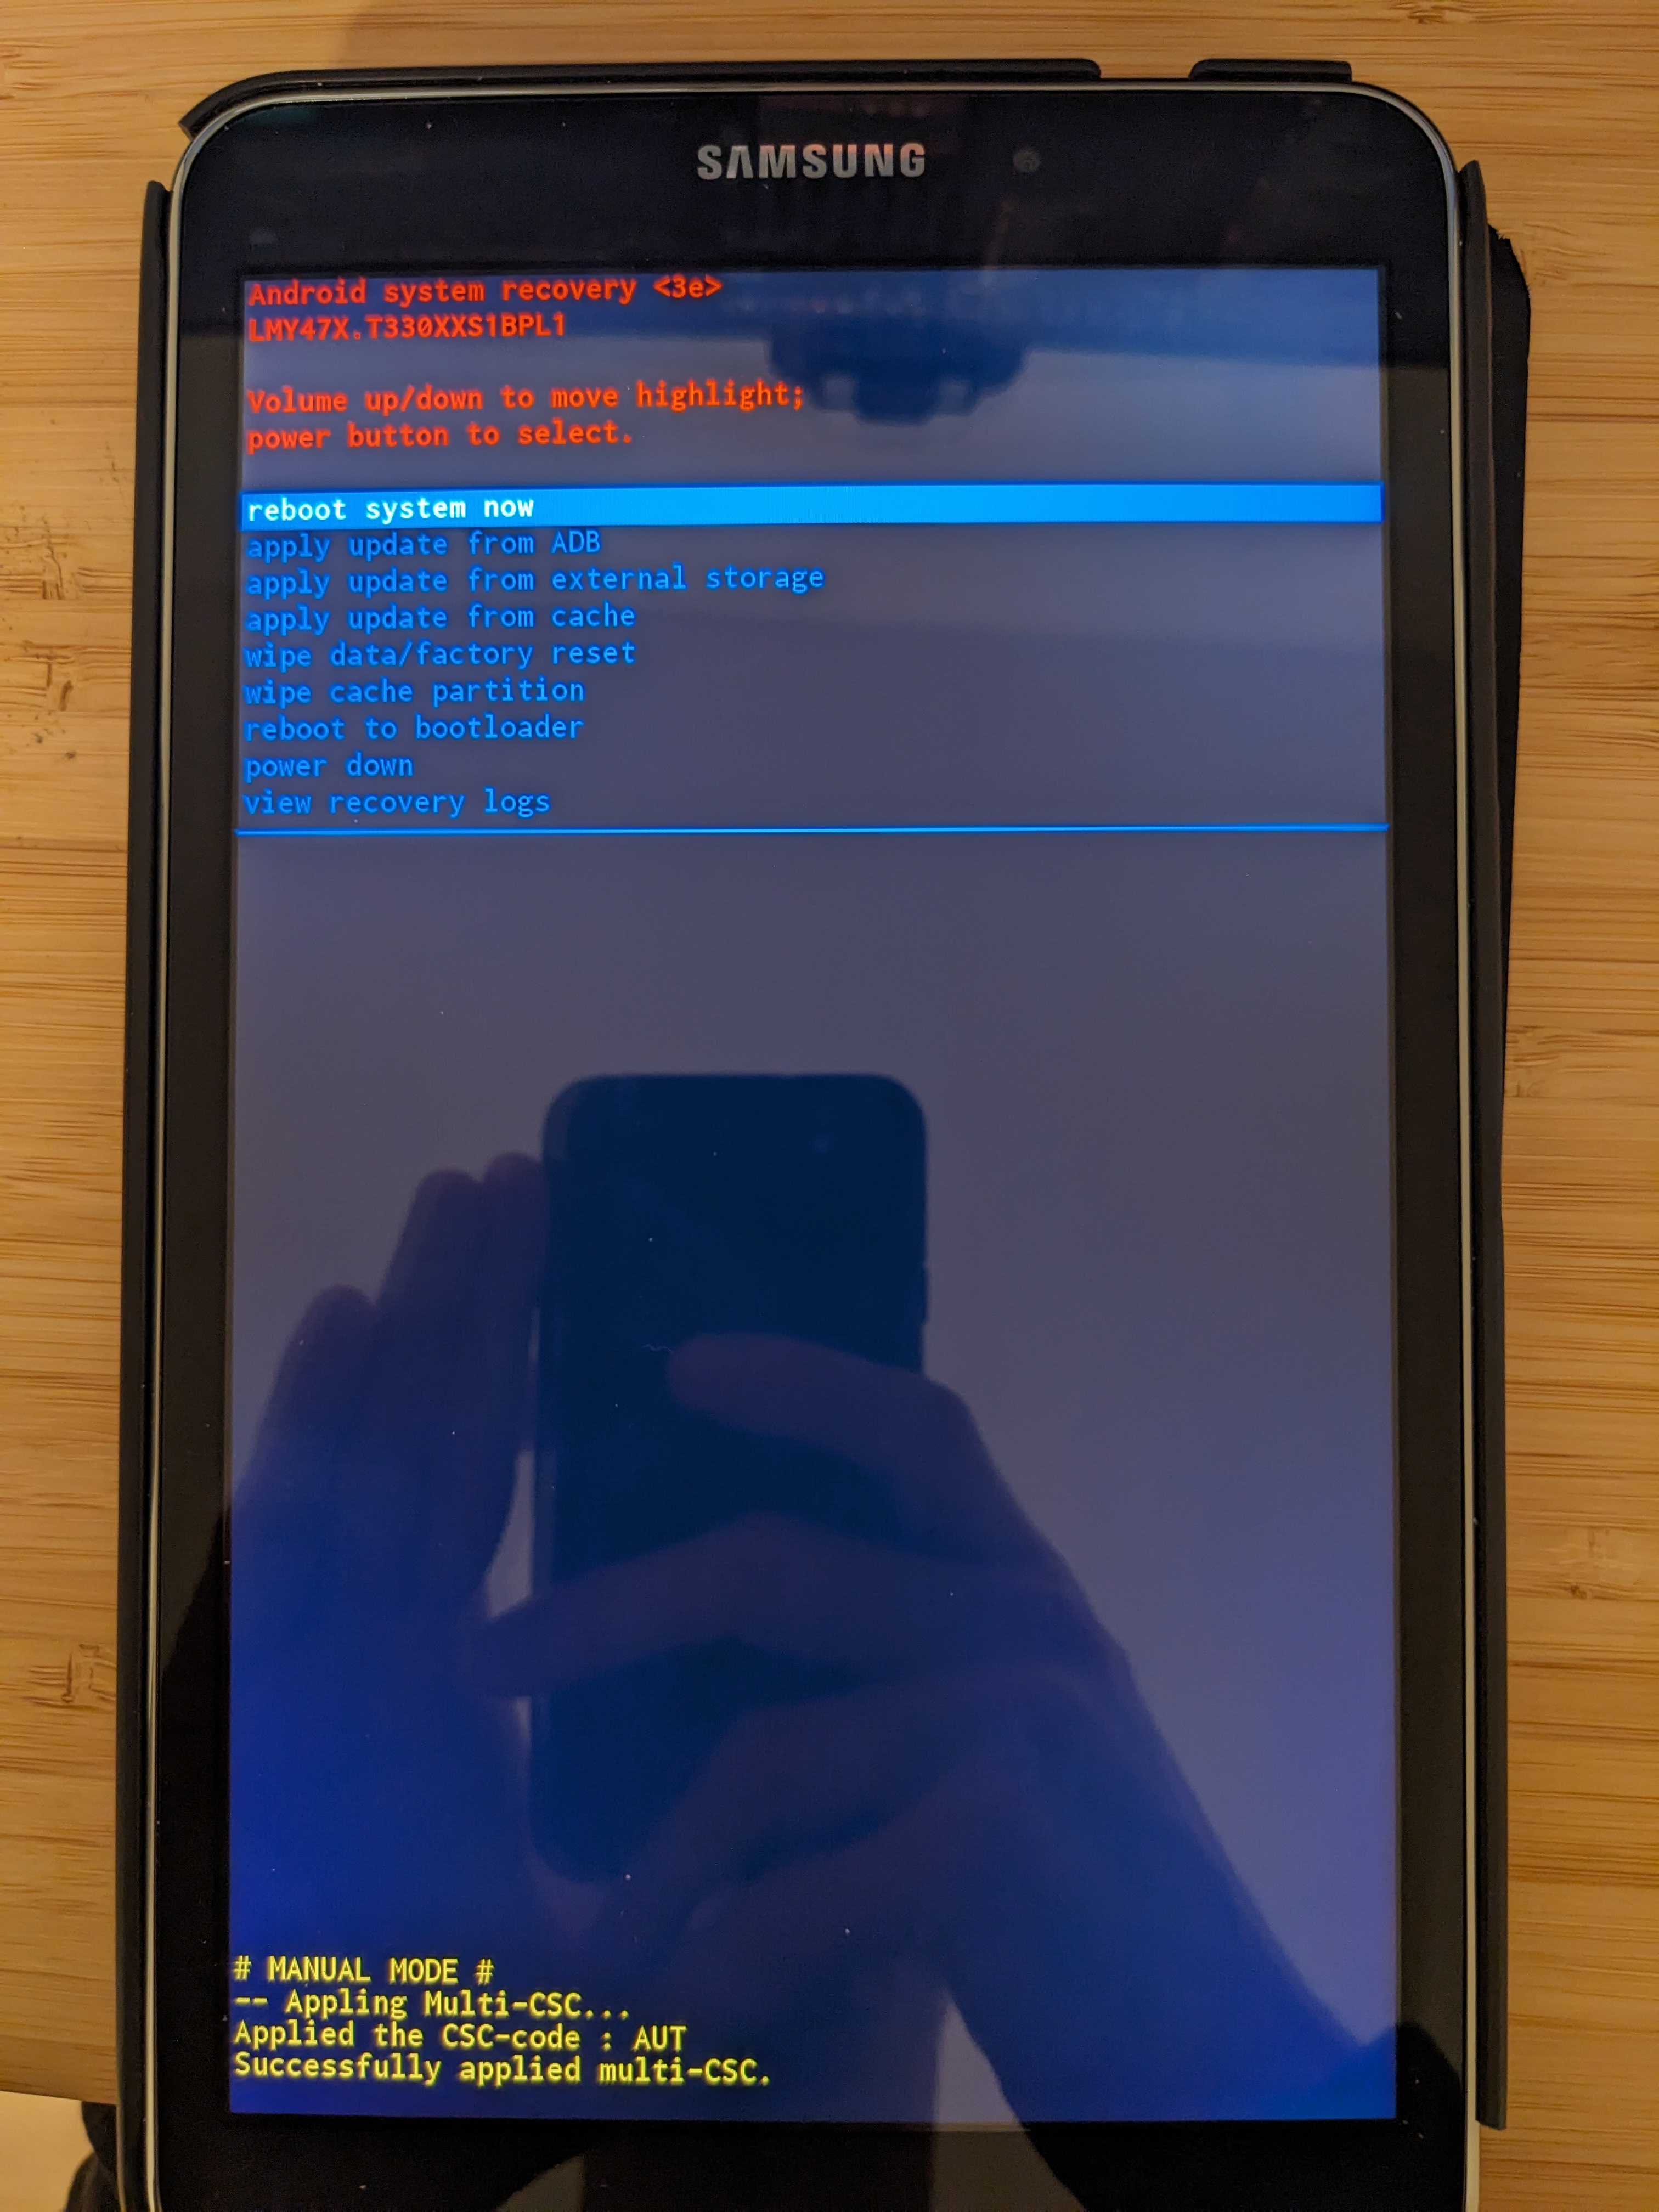 SAMSUNG
Android system recovery <3e>
LMY47X.T330XXS1BPL1
Volume up/down to move highlight;
power button to select.
reboot system now
apply update from ADB
apply update from external storage
apply update from cache
wipe data/factory reset
wipe cache partition
reboot to bootloader
power down
view recovery logs
# MANUAL MODE #
-- Appling Multi-CSC...
Applied the CSC-code : AUT
Successfully applied multi-CSC.